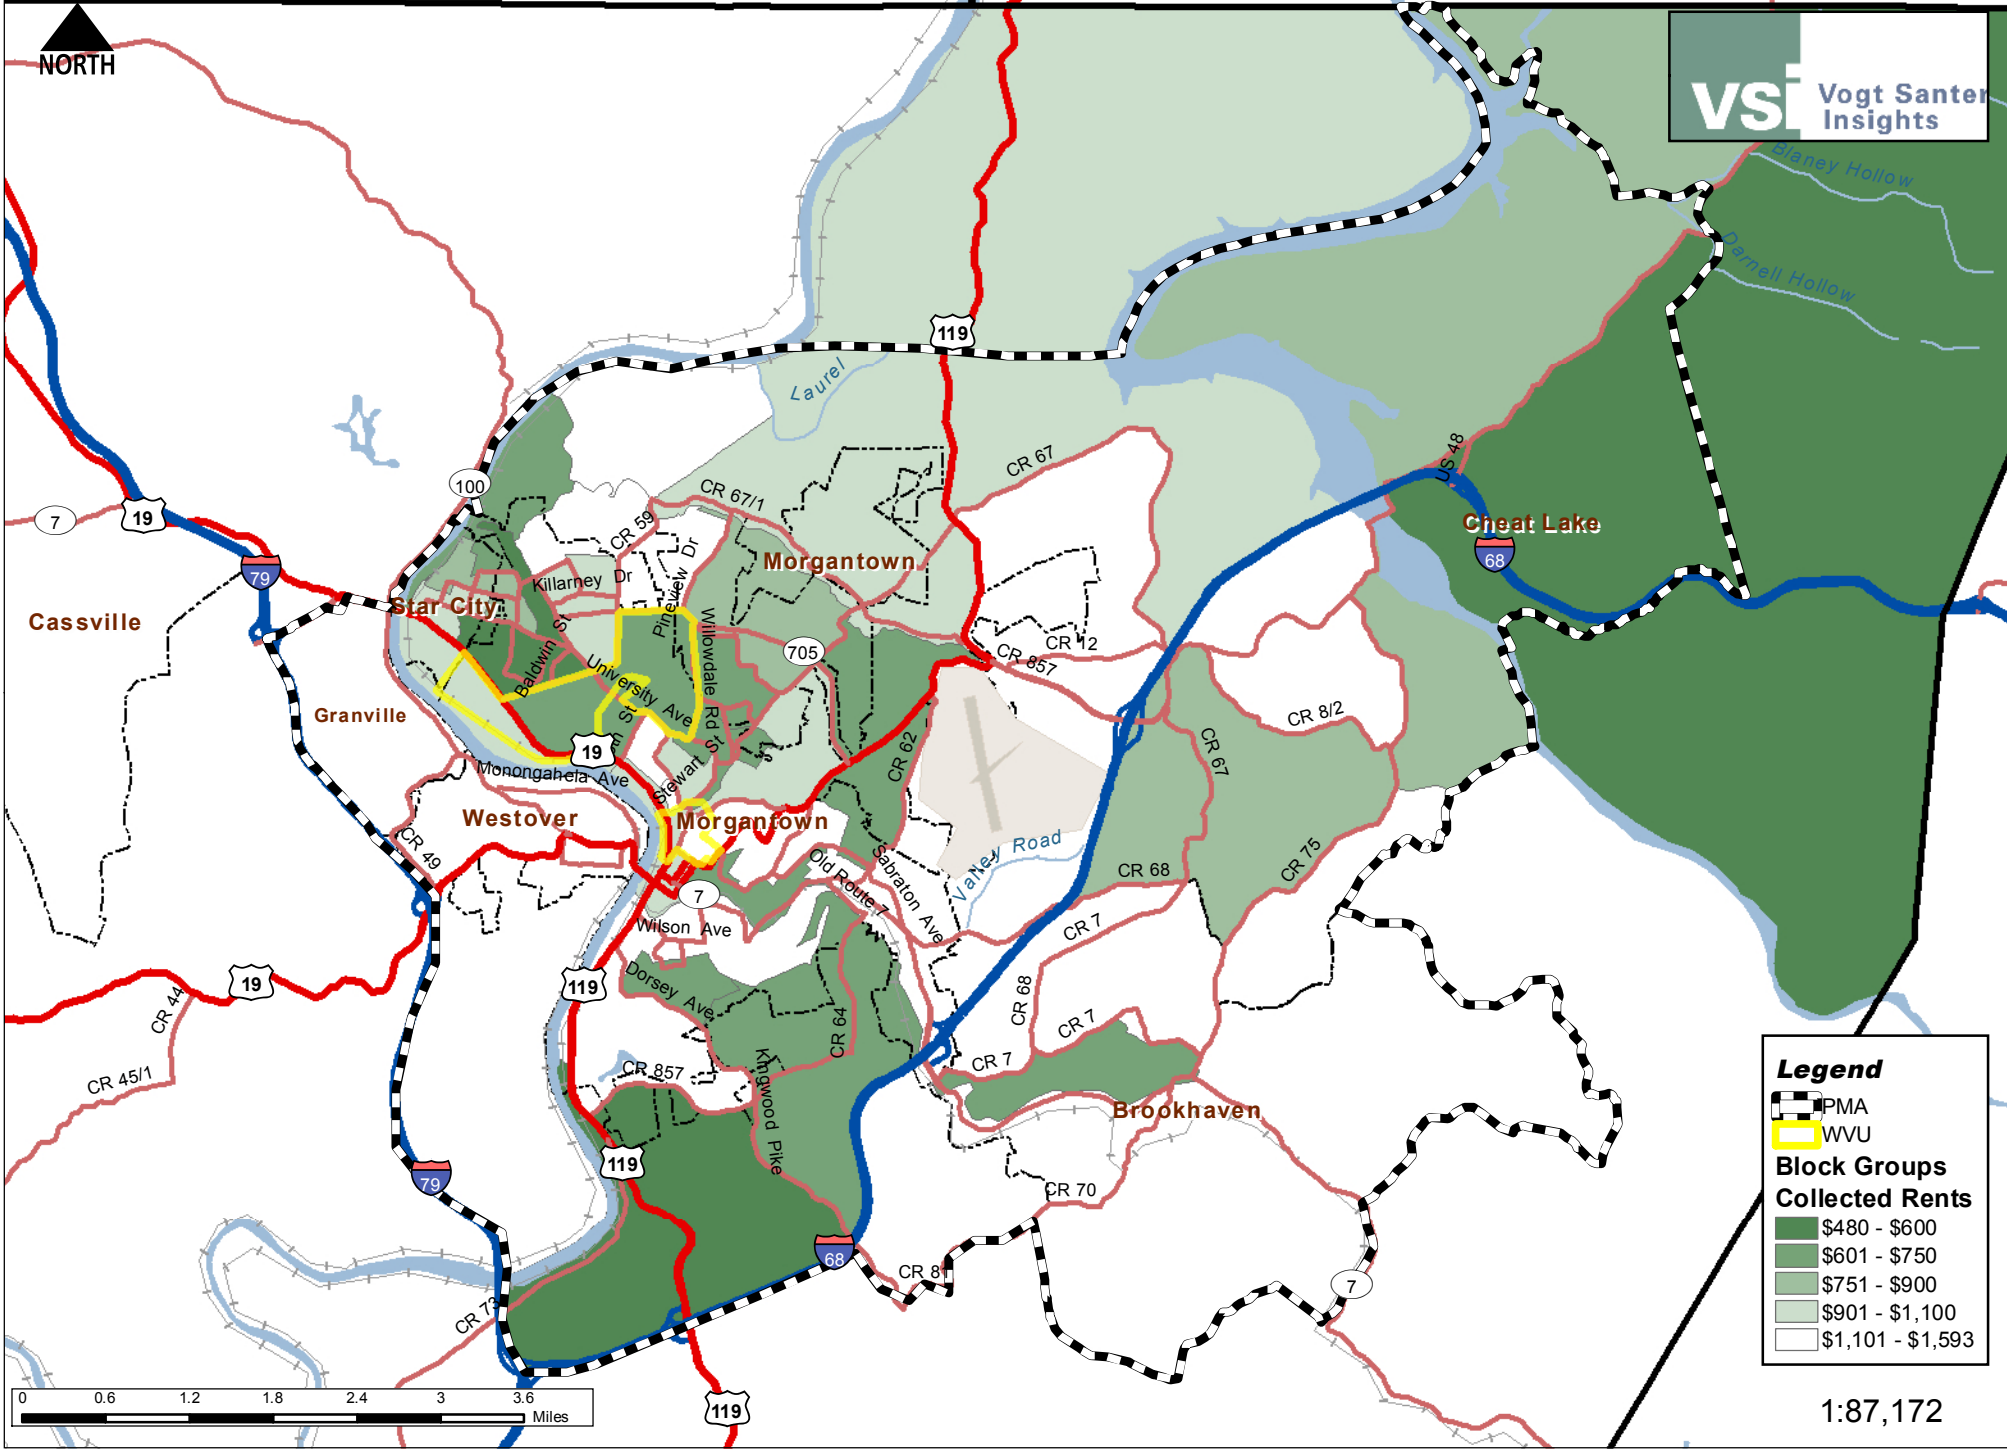 NORTH
vsi Vogt Santer
Insights
Blaney Hollow
Darnell Hollow
119
Laurel
US 48
CR 67
100
CR 67/1
7
19
CR 59
Cheat Lake
68
Morgantown
79
Killarney Dr
Pineview Dr
Star City
Cassville
Baldwin St
Willowdale Rd
705
CR 12
CR 857
University Ave
St
Granville
CR 8/2
19
CR 62
CR 67
Stewart St
Monongahela Ave
Westover
Morgantown
CR 49
Valley Road
CR 75
Old Route 7
Sabraton Ave
CR 68
7
Wilson Ave
CR 7
19
119
Dorsey Ave
CR 44
CR 68
CR 64
CR 7
CR 7
CR 857
CR 45/1
Kingwood Pike
Brookhaven
119
79
CR 70
68
CR 8
7
CR 73
119
Legend
PMA
WVU
Block Groups
Collected Rents
$480 - $600
$601 - $750
$751 - $900
$901 - $1,100
$1,101 - $1,593
0 0.6 1.2 1.8 2.4 3 3.6
Miles
1:87,172